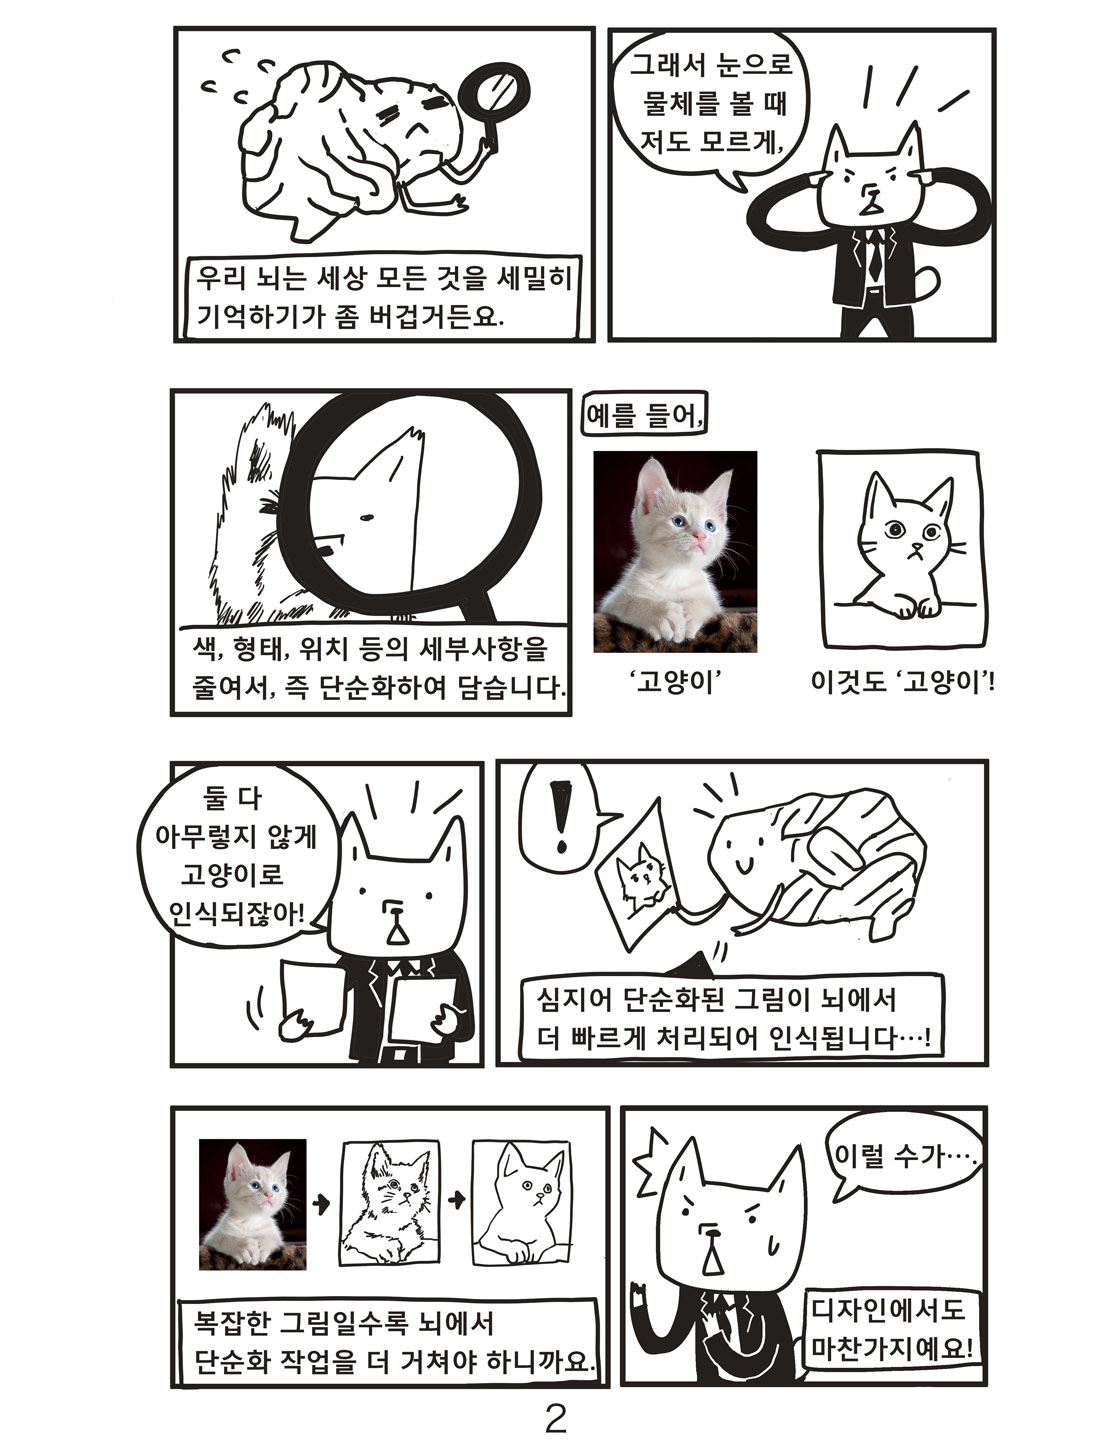 우리 뇌는 세상 모든 것을 세밀히
기억하기가 좀 버겁거든요.
그래서 눈으로
물체를 볼 때
저도 모르게,
색, 형태, 위치 등의 세부사항을
줄여서, 즉 단순화하여 담습니다.
예를 들어,
‘고양이’
이것도 ‘고양이’!
둘 다
아무렇지 않게
고양이로
인식되잖아!
!
심지어 단순화된 그림이 뇌에서
더 빠르게 처리되어 인식됩니다…!
복잡한 그림일수록 뇌에서
단순화 작업을 더 거쳐야 하니까요.
이럴 수가….
디자인에서도
마찬가지예요!
2